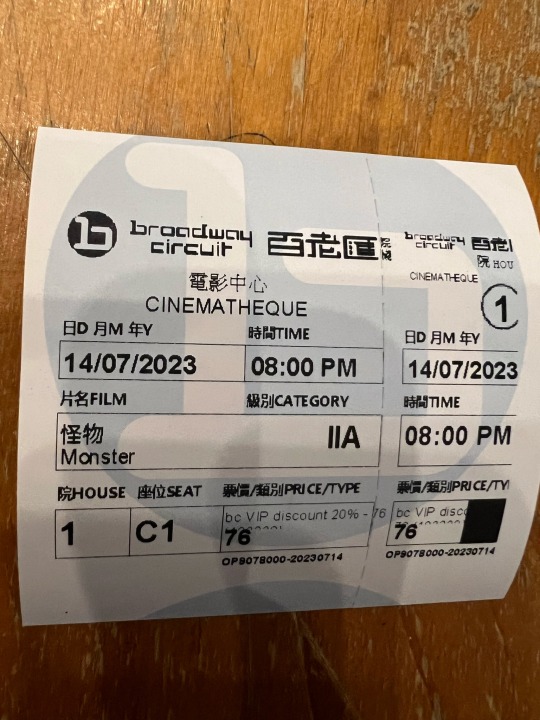 broadway circuit 百老匯院線
電影中心
CINEMATHEQUE
日D 月M 年Y 時間TIME
14/07/2023 08:00 PM
片名FILM 級別CATEGORY
怪物 IIA
Monster
院HOUSE 座位SEAT 票價/類別PRICE/TYPE
1 C1 bc VIP discount 20% - 76
76
OP9078000-20230714
broadway circuit 百老
院 HOU
CINEMATHEQUE
1
日D 月M 年Y
14/07/2023
時間TIME
08:00 PM
票價/類別PRICE/TY
bc VIP disco
76
OP9078000-20230714